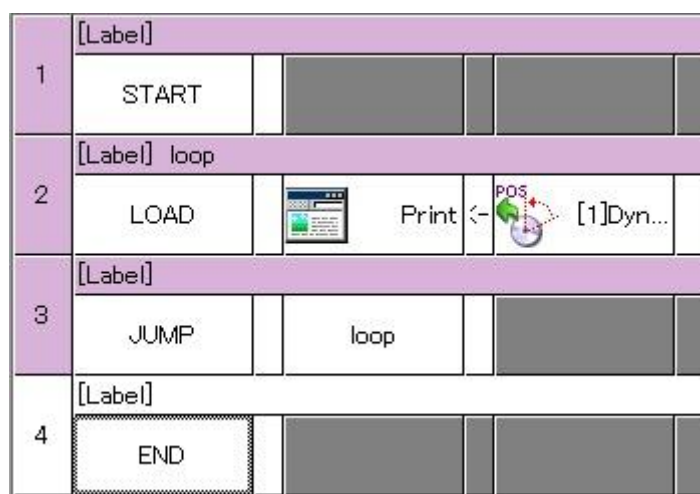 [Label]
1
START
[Label] loop
2
LOAD
Print <- POS [1]Dyn...
[Label]
3
JUMP
loop
[Label]
4
END